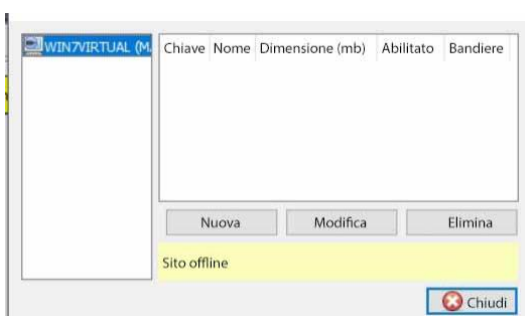 WIN7VIRTUAL (M
Chiave Nome Dimensione (mb) Abilitato Bandiere
Nuova Modifica Elimina
Sito offline
Chiudi